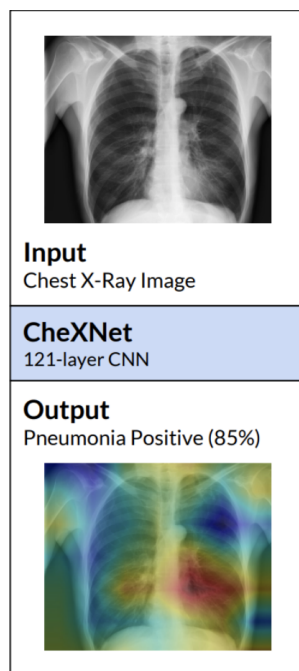 Input
Chest X-Ray Image
CheXNet
121-layer CNN
Output
Pneumonia Positive (85%)